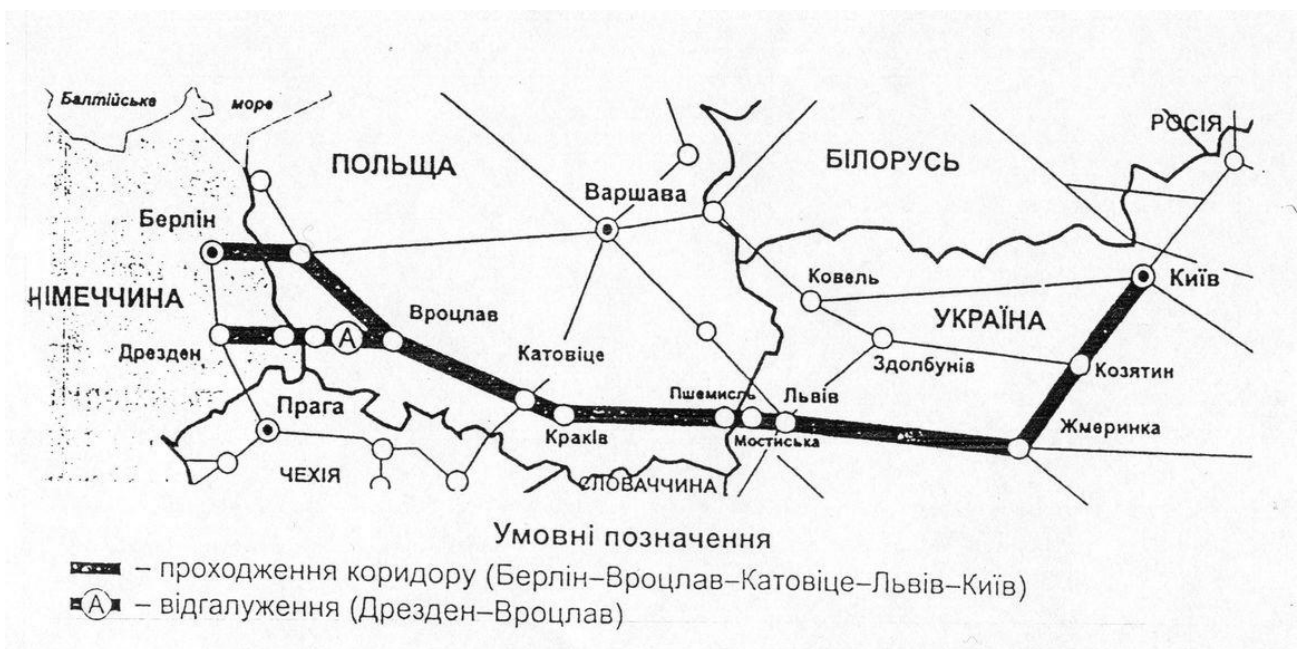 Балтійське море
РОСІЯ
ПОЛЬЩА
БІЛОРУСЬ
Варшава
Берлін
Ковель
Київ
НІМЕЧЧИНА
Вроцлав
УКРАЇНА
Дрезден
А
Катовіце
Здолбунів
Козятин
Прага
Пшемисль
Львів
Краків
Мостиська
Жмеринка
ЧЕХІЯ
СЛОВАЧЧИНА
Умовні позначення
– проходження коридору (Берлін–Вроцлав–Катовіце–Львів–Київ)
А – відгалуження (Дрезден–Вроцлав)